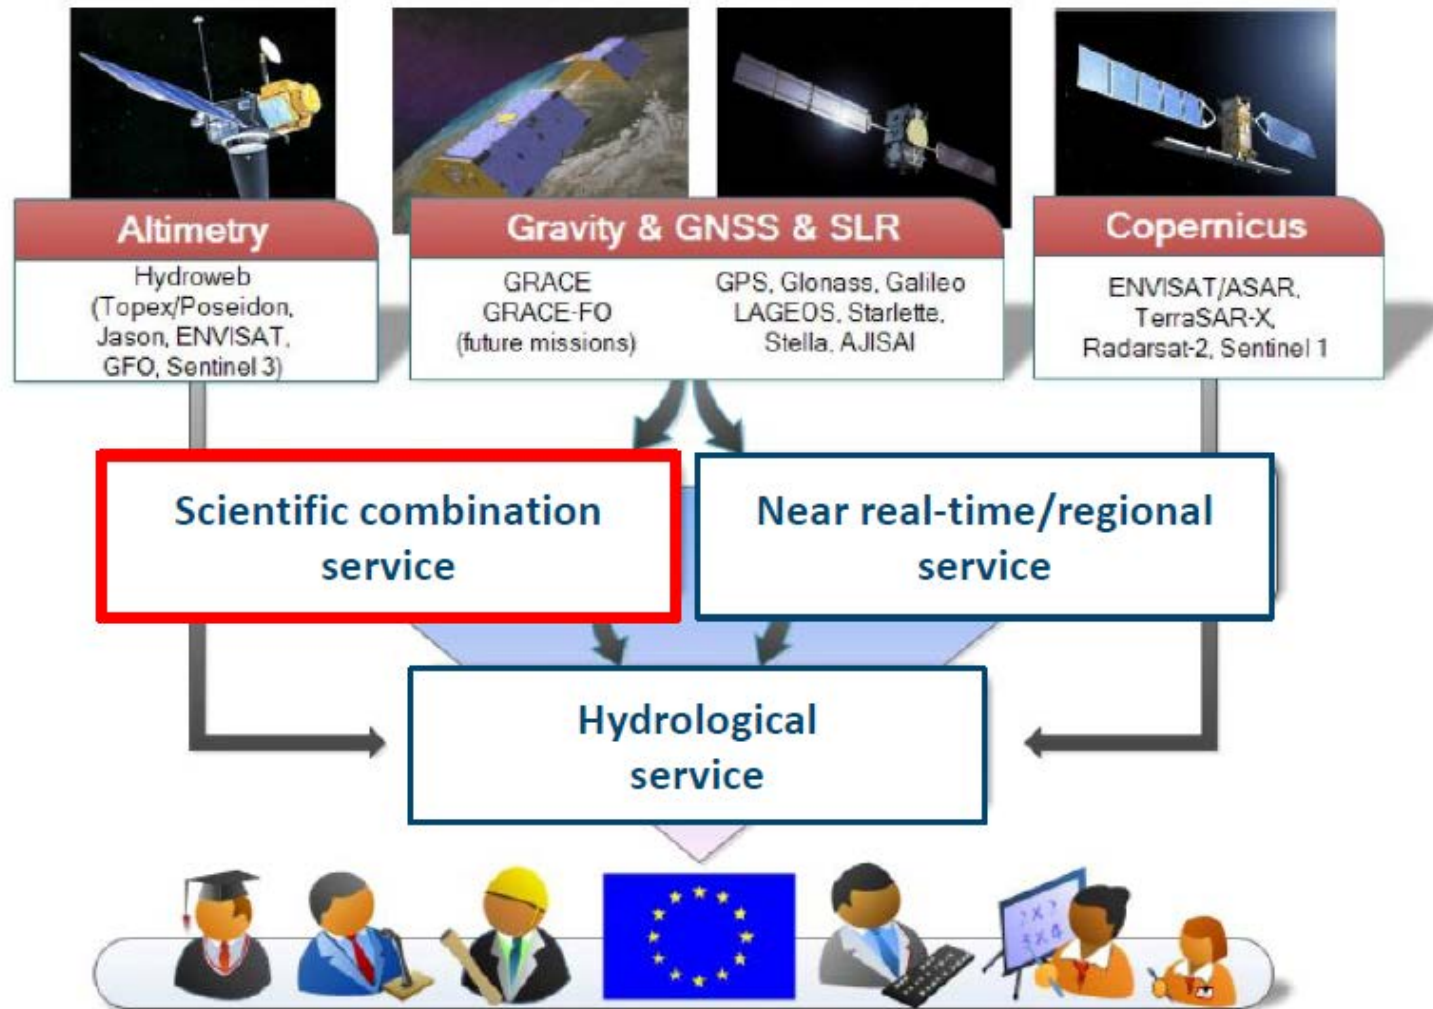 Altimetry
Hydroweb
(Topex/Poseidon,
Jason, ENVISAT,
GFO, Sentinel 3)
Gravity & GNSS & SLR
GRACE
GRACE-FO
(future missions)
GPS, Glonass, Galileo
LAGEOS, Starlette,
Stella, AJISAI
Copernicus
ENVISAT/ASAR,
TerraSAR-X,
Radarsat-2, Sentinel 1
Scientific combination
service
Near real-time/regional
service
Hydrological
service